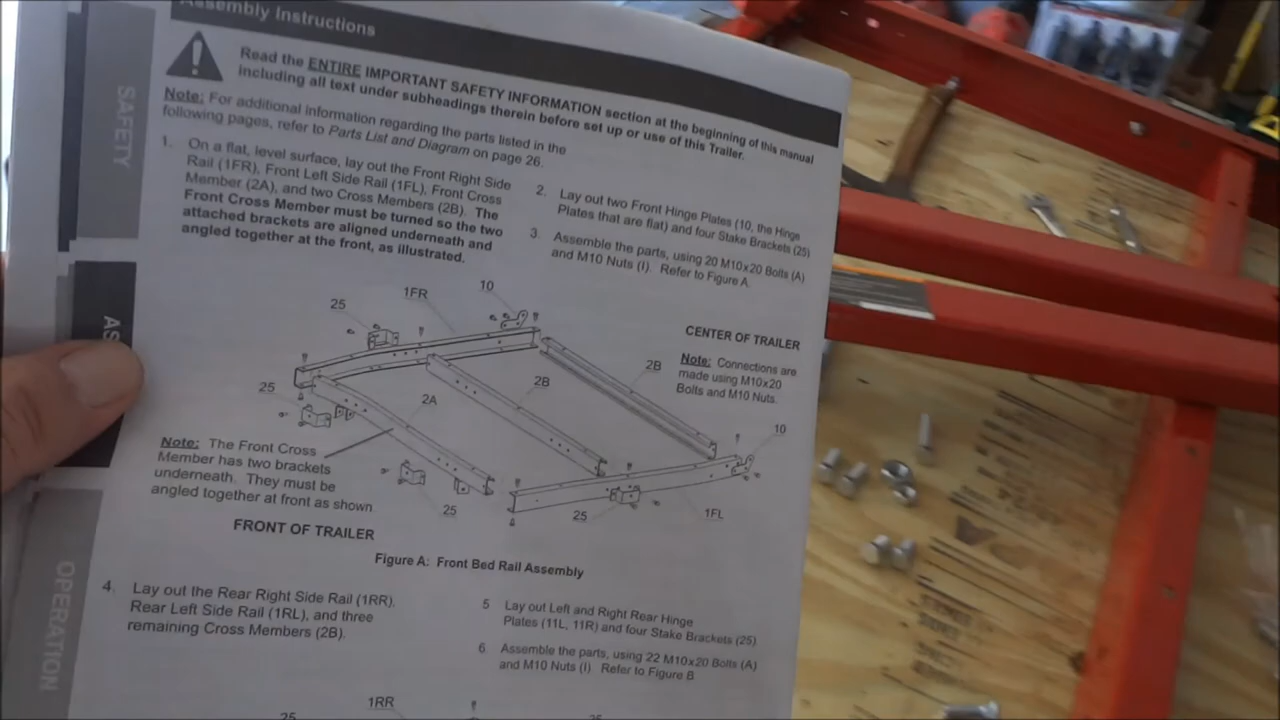 Assembly Instructions
SAFETY
Read the ENTIRE IMPORTANT SAFETY INFORMATION section at the beginning of this manual
including all text under subheadings therein before set up or use of this Trailer.
Note: For additional information regarding the parts listed in the
following pages, refer to Parts List and Diagram on page 26.
1. On a flat, level surface, lay out the Front Right Side
Rail (1FR), Front Left Side Rail (1FL), Front Cross
Member (2A), and two Cross Members (2B). The
Front Cross Member must be turned so the two
attached brackets are aligned underneath and
angled together at the front, as illustrated.
2. Lay out two Front Hinge Plates (10, the Hinge
Plates that are flat) and four Stake Brackets (25)
3. Assemble the parts, using 20 M10x20 Bolts (A)
and M10 Nuts (I). Refer to Figure A.
AS
25
1FR
10
CENTER OF TRAILER
Note: Connections are
made using M10x20
Bolts and M10 Nuts.
2B
2B
25
2A
10
Note: The Front Cross
Member has two brackets
underneath. They must be
angled together at front as shown
25
25
1FL
FRONT OF TRAILER
Figure A: Front Bed Rail Assembly
OPERATION
4. Lay out the Rear Right Side Rail (1RR).
Rear Left Side Rail (1RL), and three
remaining Cross Members (2B).
5 Lay out Left and Right Rear Hinge
Plates (11L, 11R) and four Stake Brackets (25)
6. Assemble the parts, using 22 M10x20 Bolts (A)
and M10 Nuts (I). Refer to Figure B
1RR
25
25